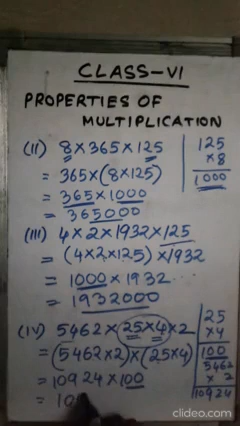 CLASS-VI
PROPERTIES OF
MULTIPLICATION
(II) 8×365×125
= 365×(8×125)
= 365×1000
= 365000
125
×8
1000
(III) 4×2×1932×125
= (4×2×125)×1932
= 1000×1932
= 1932000
(IV) 5462×25×4×2
= (5462×2)×(25×4)
= 10924×100
= 10
25
×4
100
5462
×2
10924
clideo.com